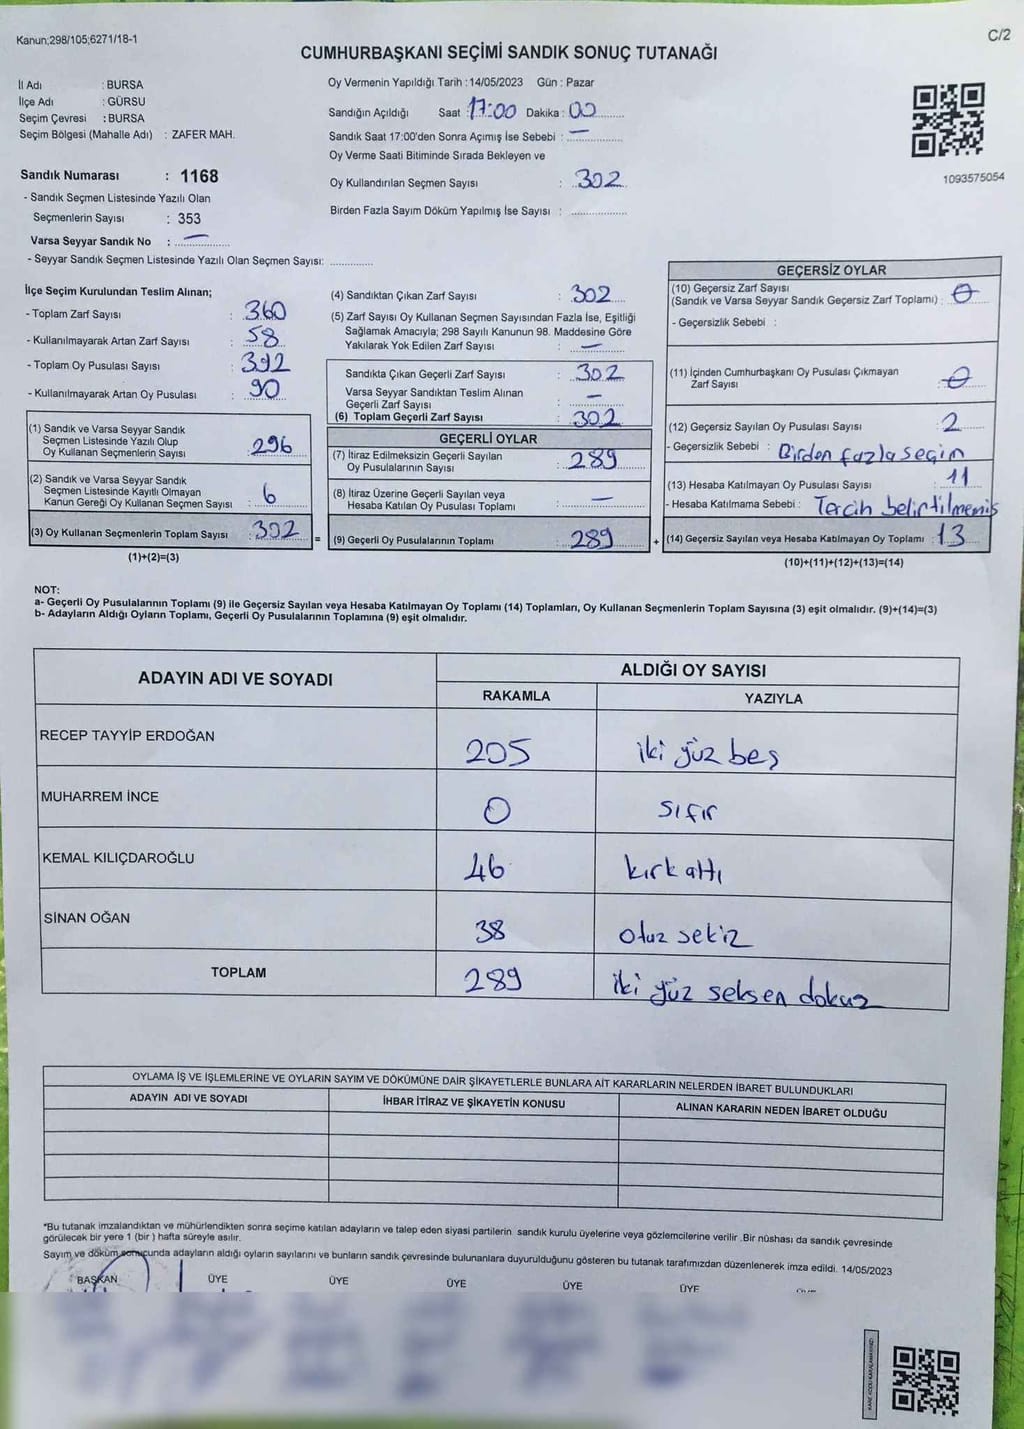 Kanun;298/105;6271/18-1
C/2
CUMHURBAŞKANI SEÇİMİ SANDIK SONUÇ TUTANAĞI
İl Adı : BURSA
İlçe Adı : GÜRSU
Seçim Çevresi : BURSA
Seçim Bölgesi (Mahalle Adı) : ZAFER MAH.
Sandık Numarası : 1168
- Sandık Seçmen Listesinde Yazılı Olan
Seçmenlerin Sayısı : 353
Varsa Seyyar Sandık No : —
- Seyyar Sandık Seçmen Listesinde Yazılı Olan Seçmen Sayısı:
Oy Vermenin Yapıldığı Tarih : 14/05/2023 Gün : Pazar
Sandığın Açıldığı Saat : 17:00 Dakika : 00
Sandık Saat 17:00'den Sonra Açımış İse Sebebi : —
Oy Verme Saati Bitiminde Sırada Bekleyen ve
Oy Kullandırılan Seçmen Sayısı : 302
Birden Fazla Sayım Döküm Yapılmış İse Sayısı :
1093575054
İlçe Seçim Kurulundan Teslim Alınan;
- Toplam Zarf Sayısı : 360
- Kullanılmayarak Artan Zarf Sayısı : 58
- Toplam Oy Pusulası Sayısı : 392
- Kullanılmayarak Artan Oy Pusulası : 90
(1) Sandık ve Varsa Seyyar Sandık
Seçmen Listesinde Yazılı Olup
Oy Kullanan Seçmenlerin Sayısı : 296
(2) Sandık ve Varsa Seyyar Sandık
Seçmen Listesinde Kayıtlı Olmayan
Kanun Gereği Oy Kullanan Seçmen Sayısı : 6
(3) Oy Kullanan Seçmenlerin Toplam Sayısı : 302 =
(1)+(2)=(3)
(4) Sandıktan Çıkan Zarf Sayısı : 302
(5) Zarf Sayısı Oy Kullanan Seçmen Sayısından Fazla İse, Eşitliği
Sağlamak Amacıyla; 298 Sayılı Kanunun 98. Maddesine Göre
Yakılarak Yok Edilen Zarf Sayısı : —
Sandıkta Çıkan Geçerli Zarf Sayısı : 302
Varsa Seyyar Sandıktan Teslim Alınan
Geçerli Zarf Sayısı : —
(6) Toplam Geçerli Zarf Sayısı : 302
GEÇERLİ OYLAR
(7) İtiraz Edilmeksizin Geçerli Sayılan
Oy Pusulalarının Sayısı : 289
(8) İtiraz Üzerine Geçerli Sayılan veya
Hesaba Katılan Oy Pusulası Toplamı : —
(9) Geçerli Oy Pusulalarının Toplamı : 289 +
GEÇERSİZ OYLAR
(10) Geçersiz Zarf Sayısı
(Sandık ve Varsa Seyyar Sandık Geçersiz Zarf Toplamı) : 0
- Geçersizlik Sebebi :
(11) İçinden Cumhurbaşkanı Oy Pusulası Çıkmayan
Zarf Sayısı : 0
(12) Geçersiz Sayılan Oy Pusulası Sayısı : 2
- Geçersizlik Sebebi : Birden fazla seçim
(13) Hesaba Katılmayan Oy Pusulası Sayısı : 11
- Hesaba Katılmama Sebebi : Tercih belirtilmemiş
(14) Geçersiz Sayılan veya Hesaba Katılmayan Oy Toplamı : 13
(10)+(11)+(12)+(13)=(14)
NOT:
a- Geçerli Oy Pusulalarının Toplamı (9) ile Geçersiz Sayılan veya Hesaba Katılmayan Oy Toplamı (14) Toplamları, Oy Kullanan Seçmenlerin Toplam Sayısına (3) eşit olmalıdır. (9)+(14)=(3)
b- Adayların Aldığı Oyların Toplamı, Geçerli Oy Pusulalarının Toplamına (9) eşit olmalıdır.
ADAYIN ADI VE SOYADI
ALDIĞI OY SAYISI
RAKAMLA YAZIYLA
RECEP TAYYİP ERDOĞAN 205 iki yüz beş
MUHARREM İNCE 0 sıfır
KEMAL KILIÇDAROĞLU 46 kırk altı
SİNAN OĞAN 38 otuz sekiz
TOPLAM 289 iki yüz seksen dokuz
OYLAMA İŞ VE İŞLEMLERİNE VE OYLARIN SAYIM VE DÖKÜMÜNE DAİR ŞİKAYETLERLE BUNLARA AİT KARARLARIN NELERDEN İBARET BULUNDUKLARI
ADAYIN ADI VE SOYADI İHBAR İTİRAZ VE ŞİKAYETİN KONUSU ALINAN KARARIN NEDEN İBARET OLDUĞU
*Bu tutanak imzalandıktan ve mühürlendikten sonra seçime katılan adayların ve talep eden siyasi partilerin sandık kurulu üyelerine veya gözlemcilerine verilir .Bir nüshası da sandık çevresinde
görülecek bir yere 1 (bir ) hafta süreyle asılır.
Sayım ve döküm sonucunda adayların aldığı oyların sayılarını ve bunların sandık çevresinde bulunanlara duyurulduğunu gösteren bu tutanak tarafımızdan düzenlenerek imza edildi. 14/05/2023
BAŞKAN ÜYE ÜYE ÜYE ÜYE ÜYE